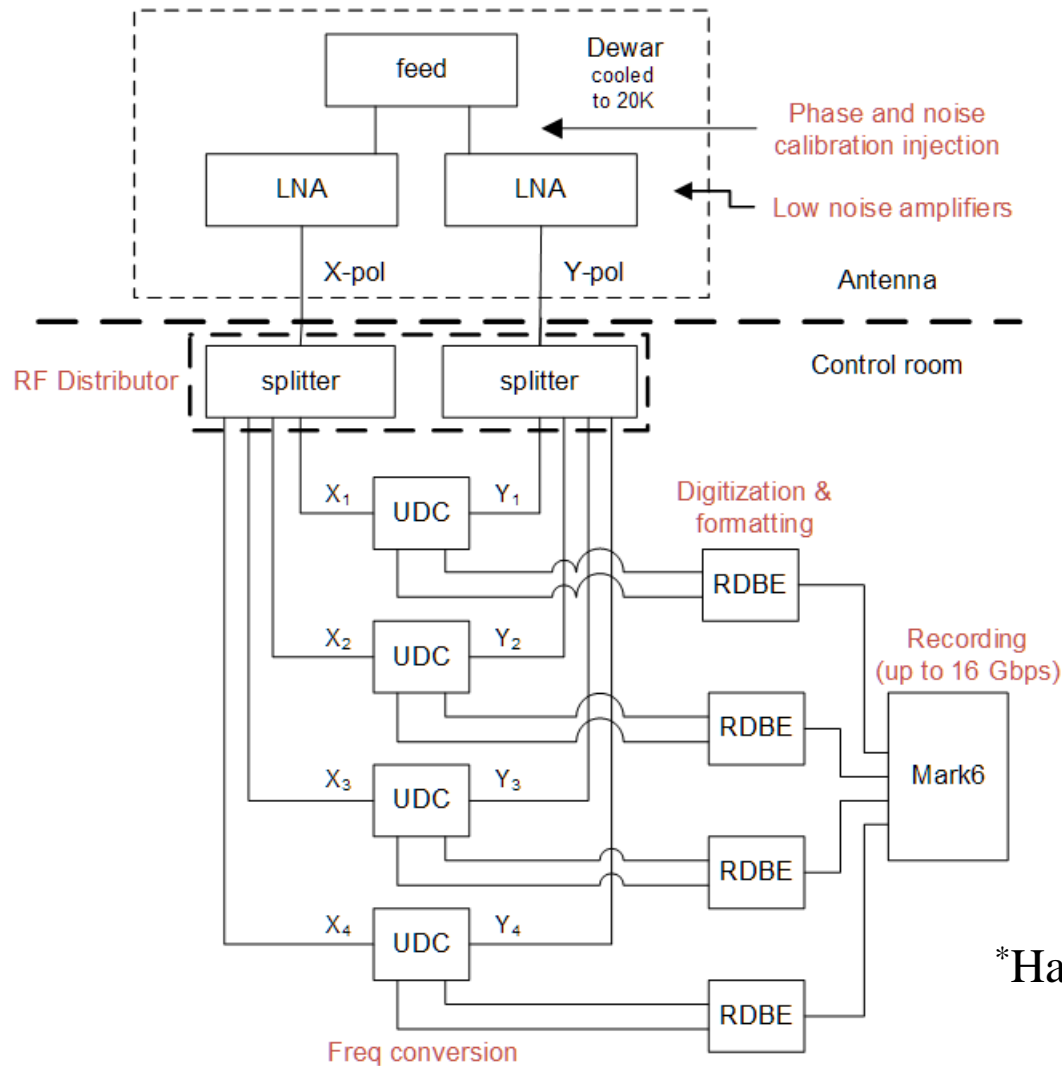 feed
Dewar
cooled
to 20K
Phase and noise
calibration injection
LNA
LNA
Low noise amplifiers
X-pol
Y-pol
Antenna
Control room
RF Distributor
splitter
splitter
X₁
UDC
Y₁
Digitization &
formatting
RDBE
X₂
UDC
Y₂
Recording
(up to 16 Gbps)
RDBE
Mark6
X₃
UDC
Y₃
RDBE
X₄
UDC
Y₄
*Ha
RDBE
Freq conversion